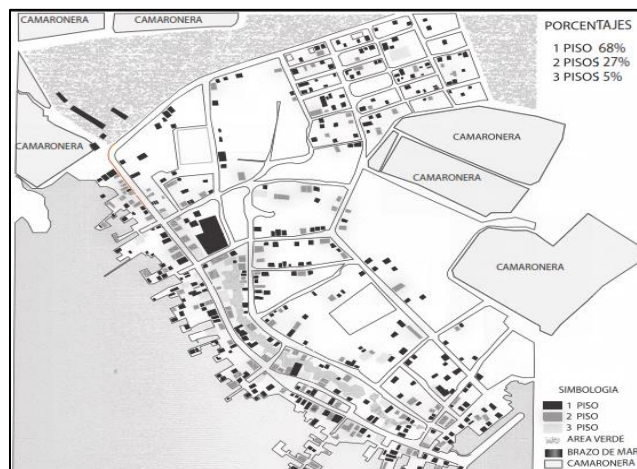 CAMARONERA
CAMARONERA
PORCENTAJES
1 PISO 68%
2 PISOS 27%
3 PISOS 5%
CAMARONERA
CAMARONERA
CAMARONERA
CAMARONERA
SIMBOLOGIA
1 PISO
2 PISO
3 PISO
AREA VERDE
BRAZO DE MAR
CAMARONERA